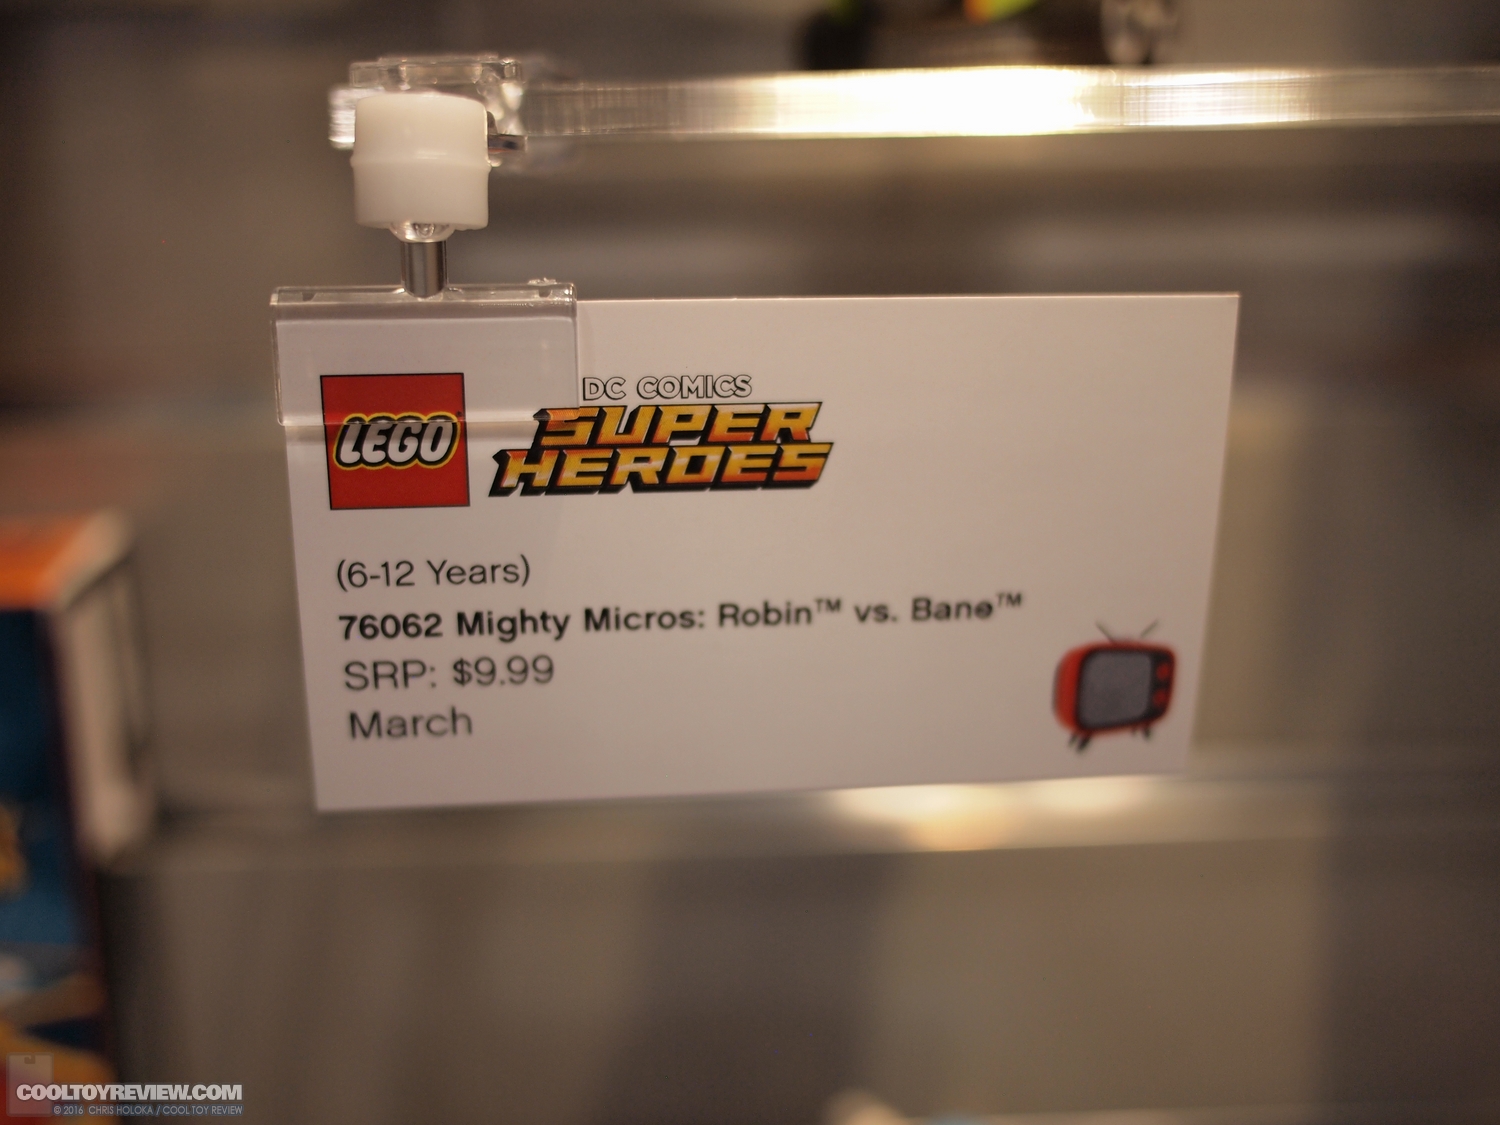 LEGO
DC COMICS
SUPER
HEROES
(6-12 Years)
76062 Mighty Micros: Robin™ vs. Bane™
SRP: $9.99
March
COOLTOYREVIEW.COM
© 2016 CHRIS HOLOKA / COOL TOY REVIEW